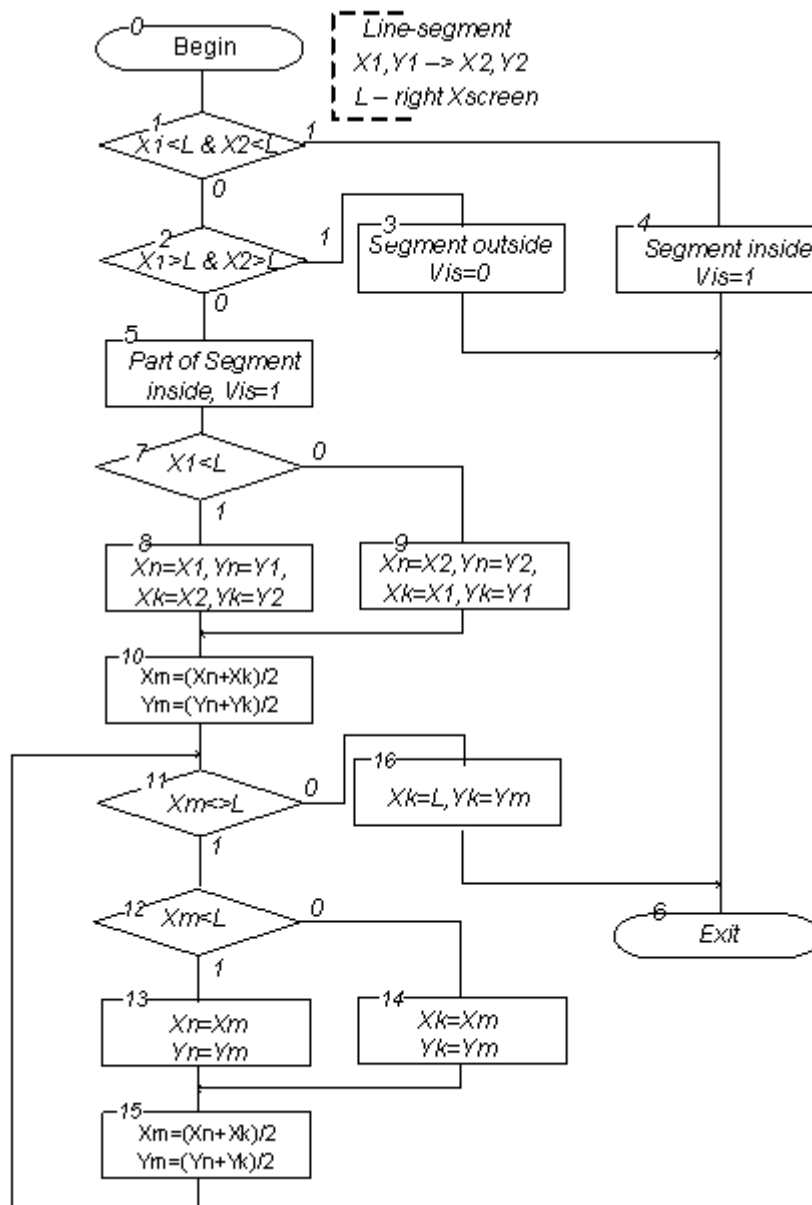 0
Begin
Line-segment
X1,Y1 –> X2,Y2
L – right Xscreen
1
X1<L & X2<L
1
0
2
X1>L & X2>L
1
0
3
Segment outside
Vis=0
4
Segment inside
Vis=1
5
Part of Segment
inside, Vis=1
7
X1<L
0
1
8
Xn=X1,Yn=Y1,
Xk=X2,Yk=Y2
9
Xn=X2,Yn=Y2,
Xk=X1,Yk=Y1
10
Xm=(Xn+Xk)/2
Ym=(Yn+Yk)/2
11
Xm<>L
0
1
16
Xk=L,Yk=Ym
12
Xm<L
0
1
6
Exit
13
Xn=Xm
Yn=Ym
14
Xk=Xm
Yk=Ym
15
Xm=(Xn+Xk)/2
Ym=(Yn+Yk)/2